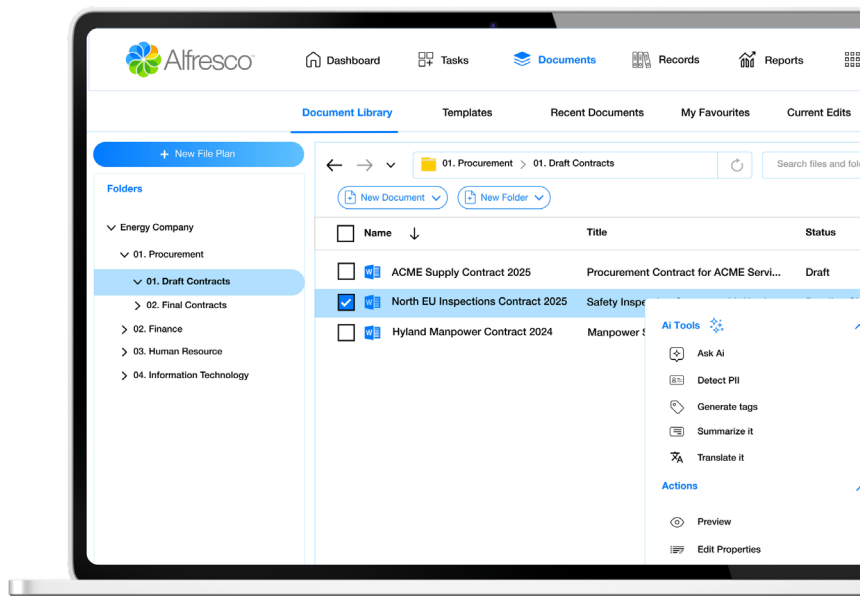 Alfresco
Dashboard
Tasks
Documents
Records
Reports
Document Library
Templates
Recent Documents
My Favourites
Current Edits
+ New File Plan
Folders
Energy Company
01. Procurement
01. Draft Contracts
02. Final Contracts
02. Finance
03. Human Resource
04. Information Technology
01. Procurement > 01. Draft Contracts
Search files and
New Document
New Folder
Name Title Status
ACME Supply Contract 2025 Procurement Contract for ACME Servi... Draft
North EU Inspections Contract 2025 Safety
Hyland Manpower Contract 2024 Manpower
Ai Tools
Ask Ai
Detect PII
Generate tags
Summarize it
Translate it
Actions
Preview
Edit Properties